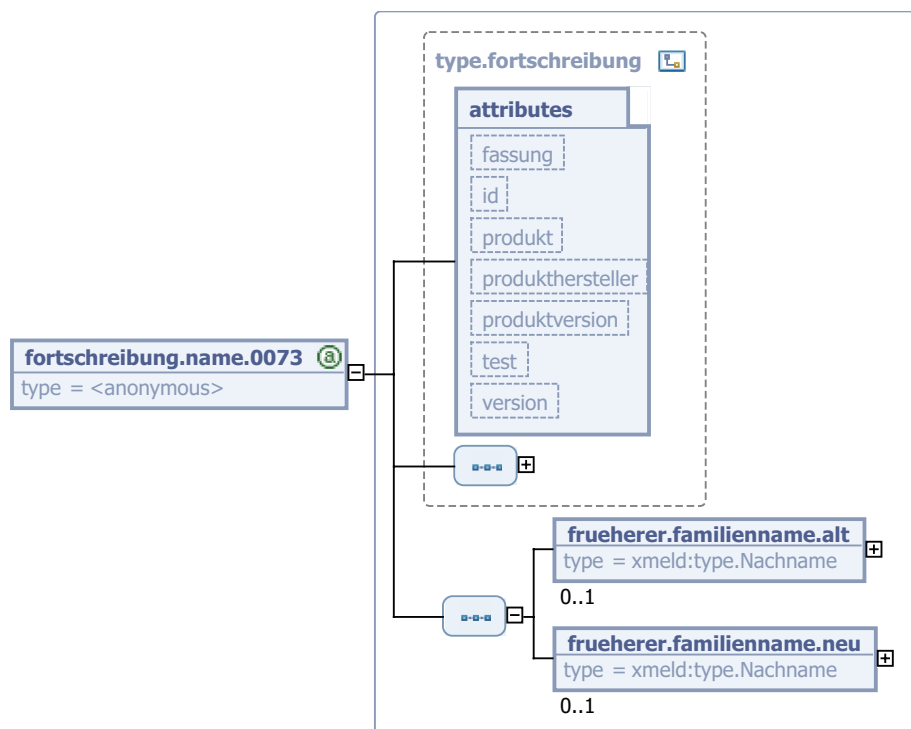 type.fortschreibung
attributes
fassung
id
produkt
produkthersteller
produktversion
test
version
fortschreibung.name.0073 @
type = <anonymous>
frueherer.familienname.alt
type = xmeld:type.Nachname
0..1
frueherer.familienname.neu
type = xmeld:type.Nachname
0..1